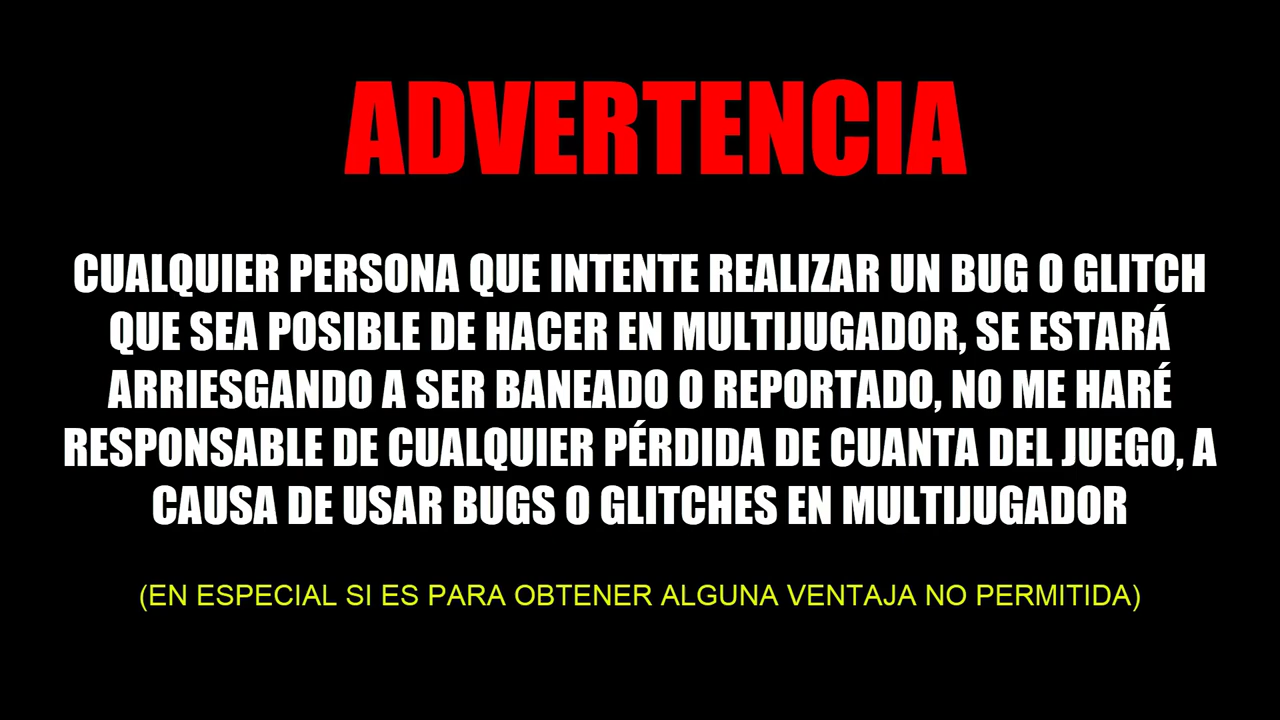 ADVERTENCIA
CUALQUIER PERSONA QUE INTENTE REALIZAR UN BUG O GLITCH
QUE SEA POSIBLE DE HACER EN MULTIJUGADOR, SE ESTARÁ
ARRIESGANDO A SER BANEADO O REPORTADO, NO ME HARÉ
RESPONSABLE DE CUALQUIER PÉRDIDA DE CUANTA DEL JUEGO, A
CAUSA DE USAR BUGS O GLITCHES EN MULTIJUGADOR
(EN ESPECIAL SI ES PARA OBTENER ALGUNA VENTAJA NO PERMITIDA)